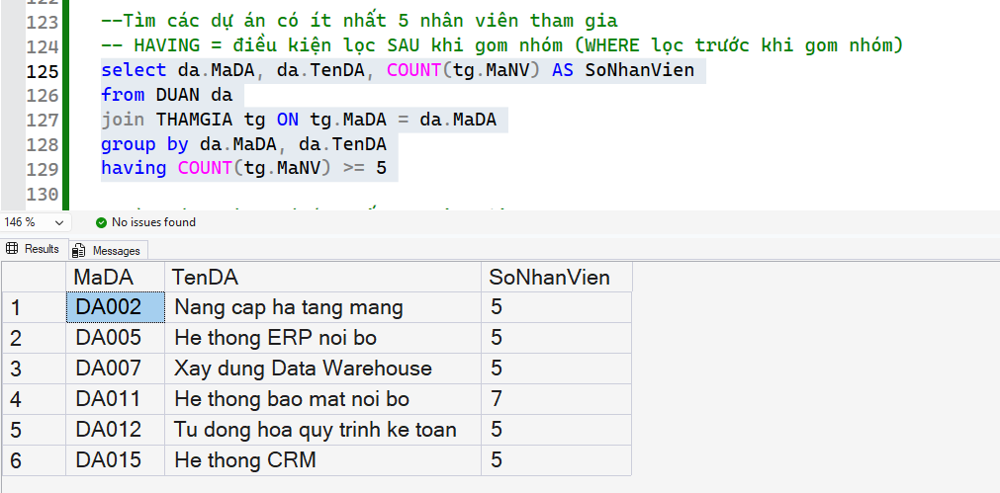 123 --Tìm các dự án có ít nhất 5 nhân viên tham gia
124 -- HAVING = điều kiện lọc SAU khi gom nhóm (WHERE lọc trước khi gom nhóm)
125 select da.MaDA, da.TenDA, COUNT(tg.MaNV) AS SoNhanVien
126 from DUAN da
127 join THAMGIA tg ON tg.MaDA = da.MaDA
128 group by da.MaDA, da.TenDA
129 having COUNT(tg.MaNV) >= 5
130
146 % No issues found
Results Messages
MaDA TenDA SoNhanVien
1 DA002 Nang cap ha tang mang 5
2 DA005 He thong ERP noi bo 5
3 DA007 Xay dung Data Warehouse 5
4 DA011 He thong bao mat noi bo 7
5 DA012 Tu dong hoa quy trinh ke toan 5
6 DA015 He thong CRM 5